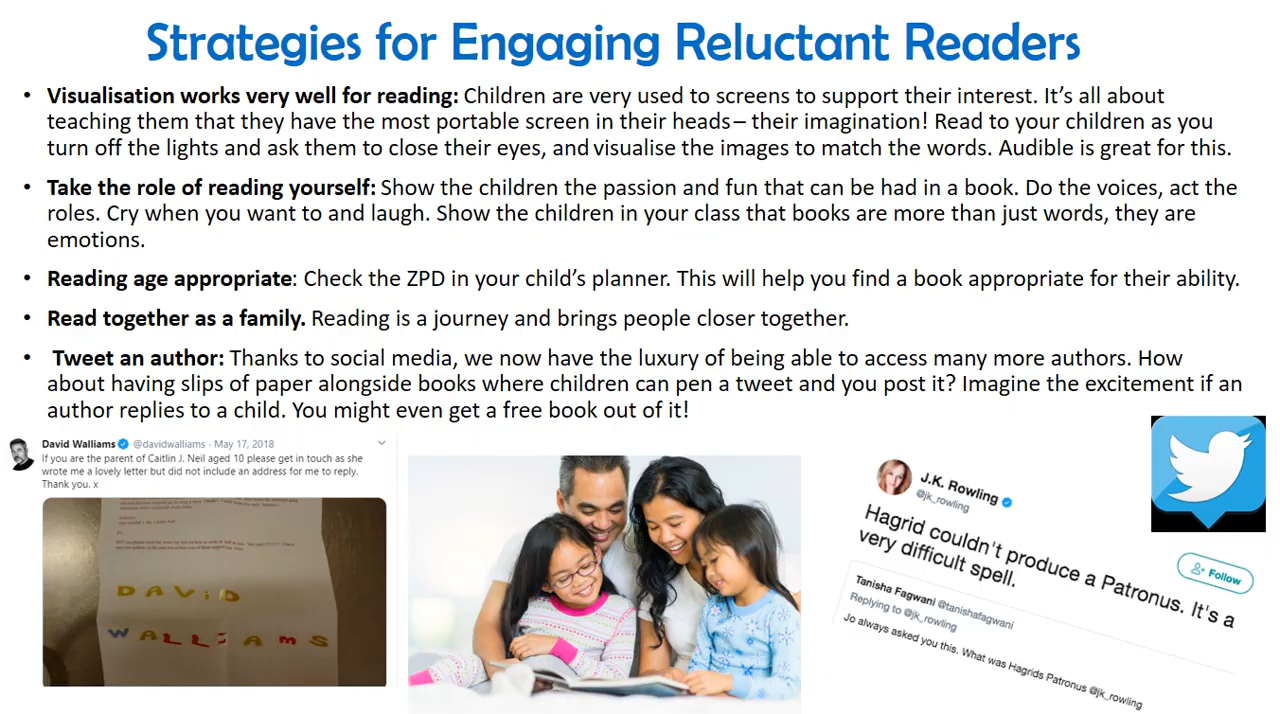 Strategies for Engaging Reluctant Readers
• Visualisation works very well for reading: Children are very used to screens to support their interest. It’s all about
teaching them that they have the most portable screen in their heads – their imagination! Read to your children as you
turn off the lights and ask them to close their eyes, and visualise the images to match the words. Audible is great for this.
• Take the role of reading yourself: Show the children the passion and fun that can be had in a book. Do the voices, act the
roles. Cry when you want to and laugh. Show the children in your class that books are more than just words, they are
emotions.
• Reading age appropriate: Check the ZPD in your child’s planner. This will help you find a book appropriate for their ability.
• Read together as a family. Reading is a journey and brings people closer together.
• Tweet an author: Thanks to social media, we now have the luxury of being able to access many more authors. How
about having slips of paper alongside books where children can pen a tweet and you post it? Imagine the excitement if an
author replies to a child. You might even get a free book out of it!
David Walliams @davidwalliams · May 17, 2018
If you are the parent of Caitlin J. Neil aged 10 please get in touch as she
wrote me a lovely letter but did not include an address for me to reply.
Thank you. x
DAViD
WALLiAmS
J.K. Rowling
@jk_rowling
Follow
Hagrid couldn't produce a Patronus. It's a
very difficult spell.
Tanisha Fagwani @tanishafagwani
Replying to @jk_rowling
Jo always asked you this. What was Hagrids Patronus @jk_rowling